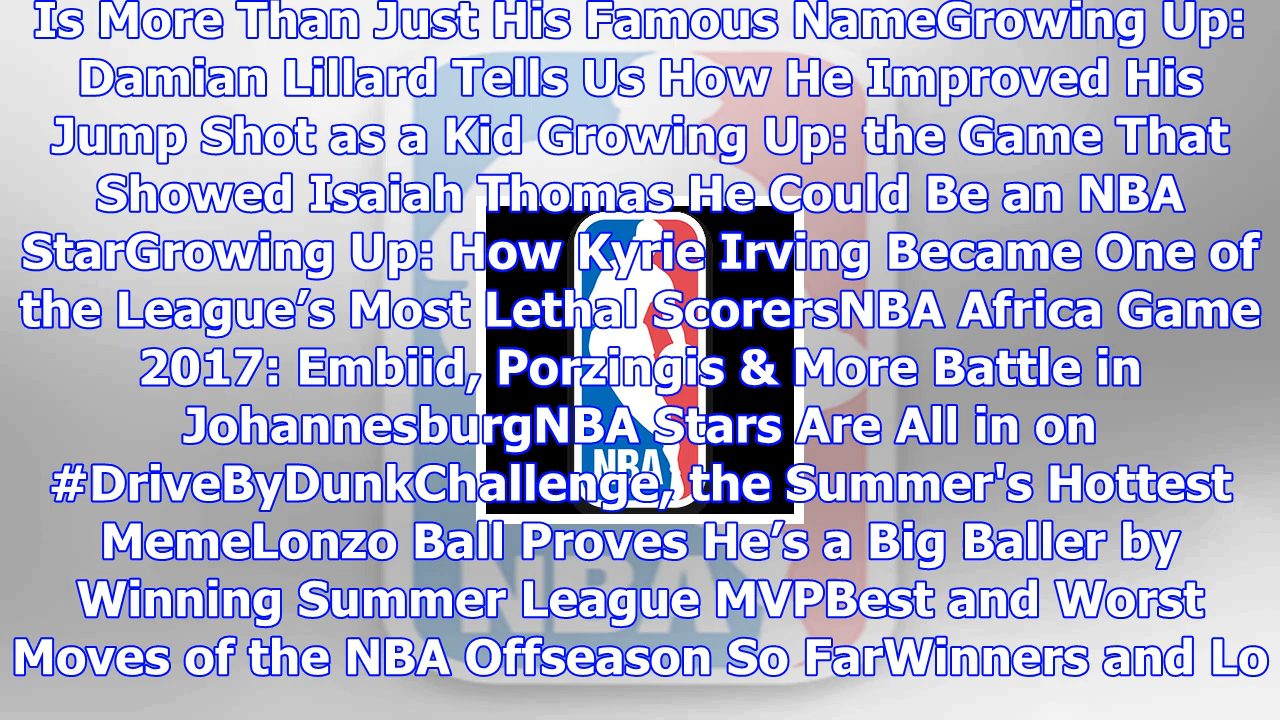 Is More Than Just His Famous NameGrowing Up:
Damian Lillard Tells Us How He Improved His
Jump Shot as a Kid Growing Up: the Game That
Showed Isaiah Thomas He Could Be an NBA
StarGrowing Up: How Kyrie Irving Became One of
the League’s Most Lethal ScorersNBA Africa Game
2017: Embiid, Porzingis & More Battle in
JohannesburgNBA Stars Are All in on
#DriveByDunkChallenge, the Summer's Hottest
MemeLonzo Ball Proves He’s a Big Baller by
Winning Summer League MVPBest and Worst
Moves of the NBA Offseason So FarWinners and Lo
NBA
NBA